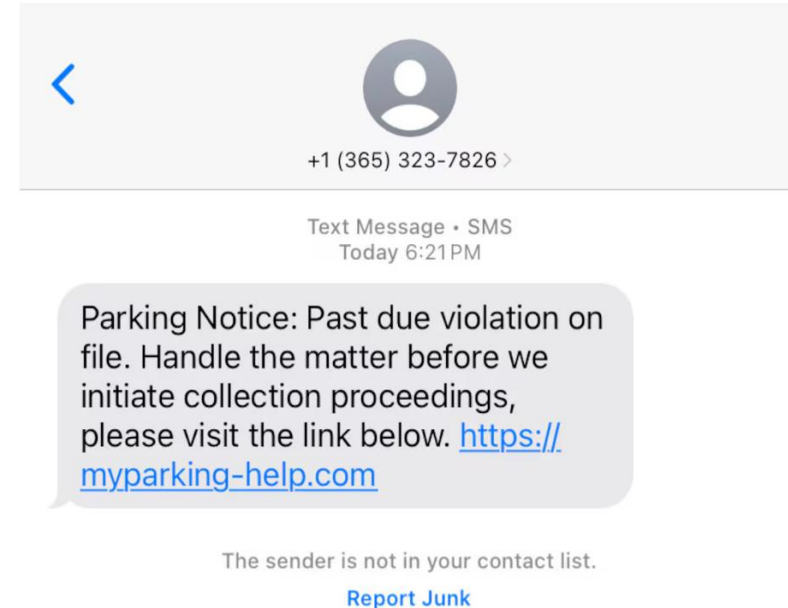 +1 (365) 323-7826 >
Text Message • SMS
Today 6:21 PM
Parking Notice: Past due violation on
file. Handle the matter before we
initiate collection proceedings,
please visit the link below. https://
myparking-help.com
The sender is not in your contact list.
Report Junk